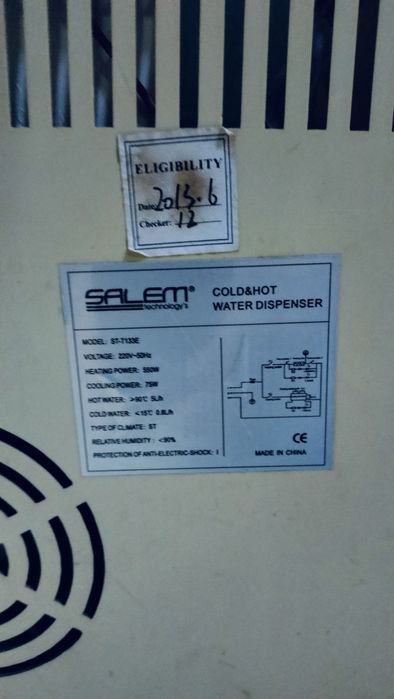 ELIGIBILITY
Date: 2013.6
Checker: 12
SALEM®
technology's
COLD&HOT
WATER DISPENSER
MODEL: ST-T133E
VOLTAGE: 220V~50Hz
HEATING POWER: 550W
COOLING POWER: 75W
HOT WATER: >90℃ 5L/h
COLD WATER: <15℃ 0.8L/h
TYPE OF CLIMATE: ST
RELATIVE HUMIDITY: <90%
PROTECTION OF ANTI-ELECTRIC-SHOCK: I
CE
MADE IN CHINA